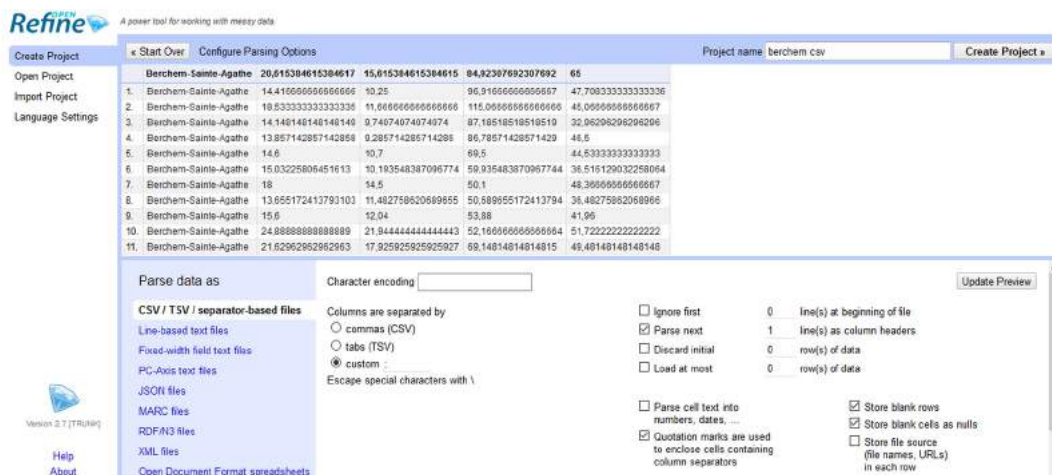 OPEN
Refine
A power tool for working with messy data.
Create Project
Open Project
Import Project
Language Settings
« Start Over Configure Parsing Options Project name berchem csv Create Project »
Berchem-Sainte-Agathe 20,615384615384617 15,615384615384615 84,92307692307692 65
1. Berchem-Sainte-Agathe 14,416666666666666 10,25 96,91666666666667 47,708333333333336
2. Berchem-Sainte-Agathe 18,533333333333335 11,666666666666666 115,06666666666666 45,06666666666667
3. Berchem-Sainte-Agathe 14,148148148148149 9,74074074074074 87,18518518518519 32,96296296296296
4. Berchem-Sainte-Agathe 13,857142857142858 9,285714285714286 86,78571428571429 46,5
5. Berchem-Sainte-Agathe 14,6 10,7 69,5 44,53333333333333
6. Berchem-Sainte-Agathe 15,03225806451613 10,193548387096774 59,935483870967744 36,516129032258064
7. Berchem-Sainte-Agathe 18 14,5 50,1 48,36666666666667
8. Berchem-Sainte-Agathe 13,655172413793103 11,482758620689655 50,689655172413794 36,48275862068966
9. Berchem-Sainte-Agathe 15,6 12,04 53,88 41,96
10. Berchem-Sainte-Agathe 24,88888888888889 21,944444444444443 52,166666666666664 51,72222222222222
11. Berchem-Sainte-Agathe 21,62962962962963 17,925925925925927 69,14814814814815 49,48148148148148
Parse data as
CSV / TSV / separator-based files
Line-based text files
Fixed-width field text files
PC-Axis text files
JSON files
MARC files
RDF/N3 files
XML files
Open Document Format spreadsheets
Character encoding
Update Preview
Columns are separated by
commas (CSV)
tabs (TSV)
custom ;
Escape special characters with \
Ignore first 0 line(s) at beginning of file
Parse next 1 line(s) as column headers
Discard initial 0 row(s) of data
Load at most 0 row(s) of data
Parse cell text into
numbers, dates, ...
Quotation marks are used
to enclose cells containing
column separators
Store blank rows
Store blank cells as nulls
Store file source
(file names, URLs)
in each row
Version 2.7 [TRUNK]
Help
About